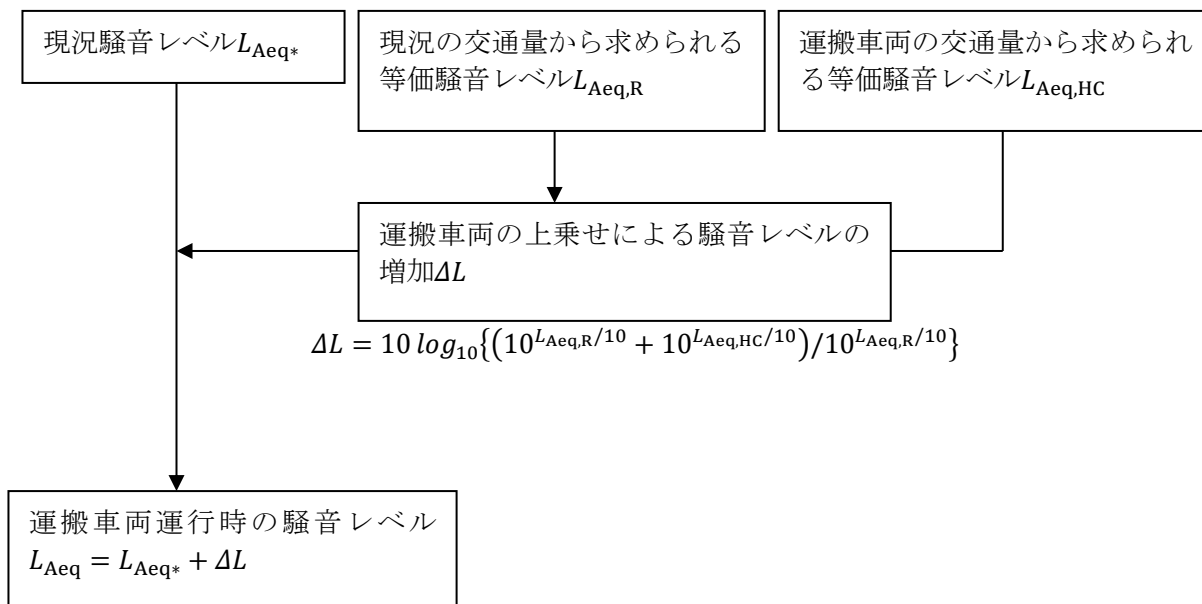 現況騒音レベルL_Aeq*
現況の交通量から求められる
等価騒音レベルL_Aeq,R
運搬車両の交通量から求められ
る等価騒音レベルL_Aeq,HC
運搬車両の上乗せによる騒音レベルの
増加ΔL
ΔL = 10 log_10{(10^{L_Aeq,R/10} + 10^{L_Aeq,HC/10})/10^{L_Aeq,R/10}}
運搬車両運行時の騒音レベル
L_Aeq = L_Aeq* + ΔL